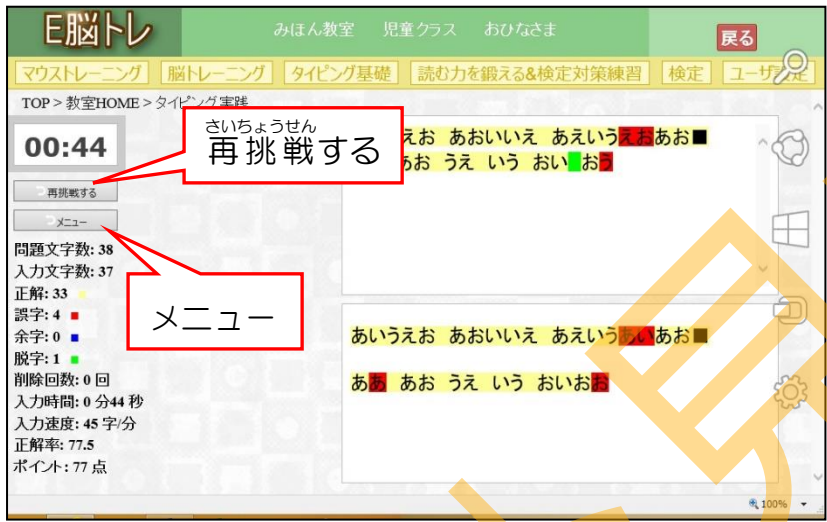 E脳トレ
みほん教室 児童クラス おひなさま
戻る
マウストレーニング 脳トレーニング タイピング基礎 読む力を鍛える&検定対策練習 検定 ユーザ設定
TOP > 教室HOME > タイピング実践
00:44
さいちょうせん
再挑戦する
再挑戦する
メニュー
メニュー
問題文字数: 38
入力文字数: 37
正解: 33
誤字: 4
余字: 0
脱字: 1
削除回数: 0 回
入力時間: 0 分44 秒
入力速度: 45 字/分
正解率: 77.5
ポイント: 77 点
えお あおいいえ あえいうえおあお■
あお うえ いう おい おう
あいうえお あおいいえ あえいうあいあお■
ああ あお うえ いう おいおお
100%